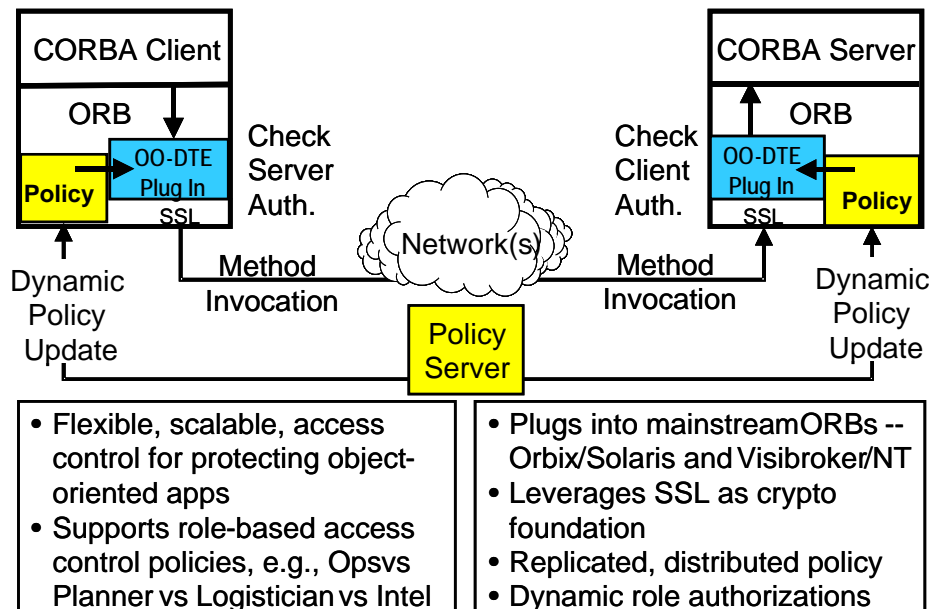 CORBA Client
ORB
OO-DTE
Plug In
Policy
SSL
Check
Server
Auth.
Dynamic
Policy
Update
Method
Invocation
Network(s)
Policy
Server
CORBA Server
ORB
Check
Client
Auth.
OO-DTE
Plug In
Policy
SSL
Method
Invocation
Dynamic
Policy
Update
• Flexible, scalable, access
control for protecting object-
oriented apps
• Supports role-based access
control policies, e.g., Opsvs
Planner vs Logistician vs Intel
• Plugs into mainstreamORBs --
Orbix/Solaris and Visibroker/NT
• Leverages SSL as crypto
foundation
• Replicated, distributed policy
• Dynamic role authorizations